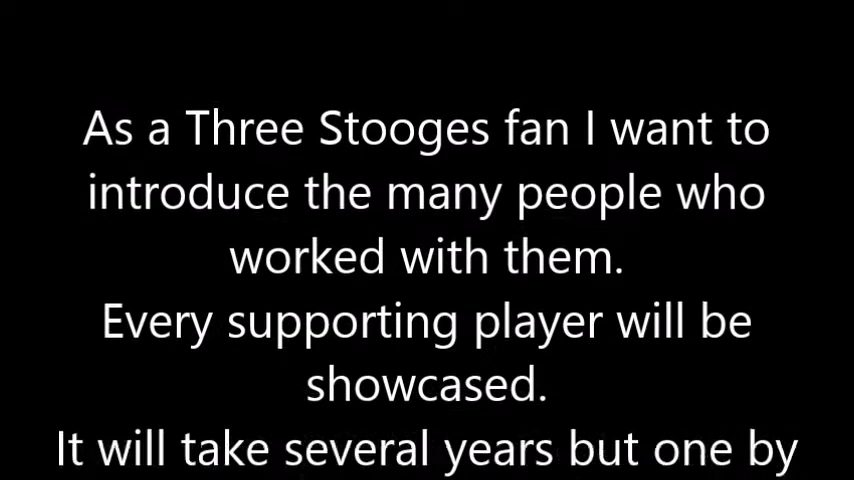 As a Three Stooges fan I want to
introduce the many people who
worked with them.
Every supporting player will be
showcased.
It will take several years but one by